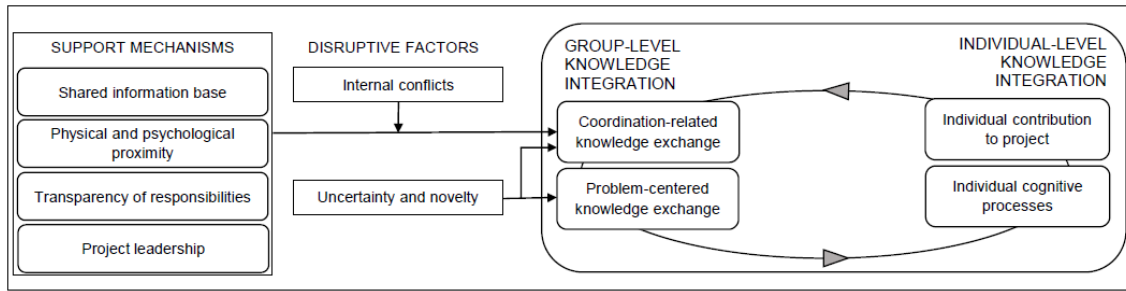 SUPPORT MECHANISMS
Shared information base
Physical and psychological
proximity
Transparency of responsibilities
Project leadership
DISRUPTIVE FACTORS
Internal conflicts
Uncertainty and novelty
GROUP-LEVEL
KNOWLEDGE
INTEGRATION
Coordination-related
knowledge exchange
Problem-centered
knowledge exchange
INDIVIDUAL-LEVEL
KNOWLEDGE
INTEGRATION
Individual contribution
to project
Individual cognitive
processes